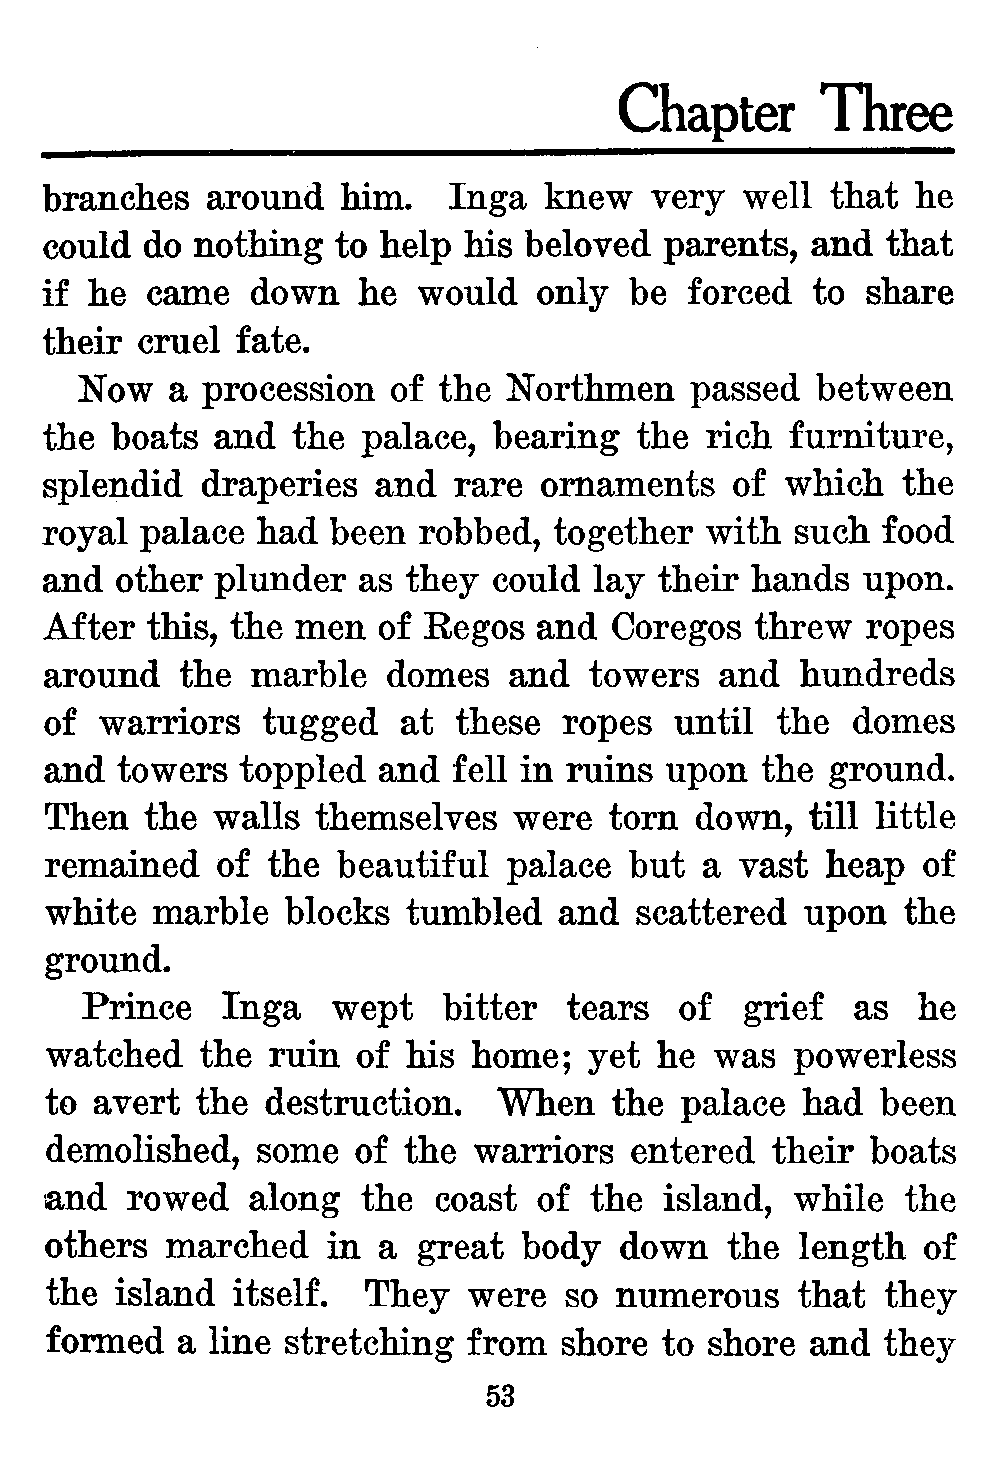 Chapter Three
branches around him. Inga knew very well that he
could do nothing to help his beloved parents, and that
if he came down he would only be forced to share
their cruel fate.
Now a procession of the Northmen passed between
the boats and the palace, bearing the rich furniture,
splendid draperies and rare ornaments of which the
royal palace had been robbed, together with such food
and other plunder as they could lay their hands upon.
After this, the men of Regos and Coregos threw ropes
around the marble domes and towers and hundreds
of warriors tugged at these ropes until the domes
and towers toppled and fell in ruins upon the ground.
Then the walls themselves were torn down, till little
remained of the beautiful palace but a vast heap of
white marble blocks tumbled and scattered upon the
ground.
Prince Inga wept bitter tears of grief as he
watched the ruin of his home; yet he was powerless
to avert the destruction. When the palace had been
demolished, some of the warriors entered their boats
and rowed along the coast of the island, while the
others marched in a great body down the length of
the island itself. They were so numerous that they
formed a line stretching from shore to shore and they
53